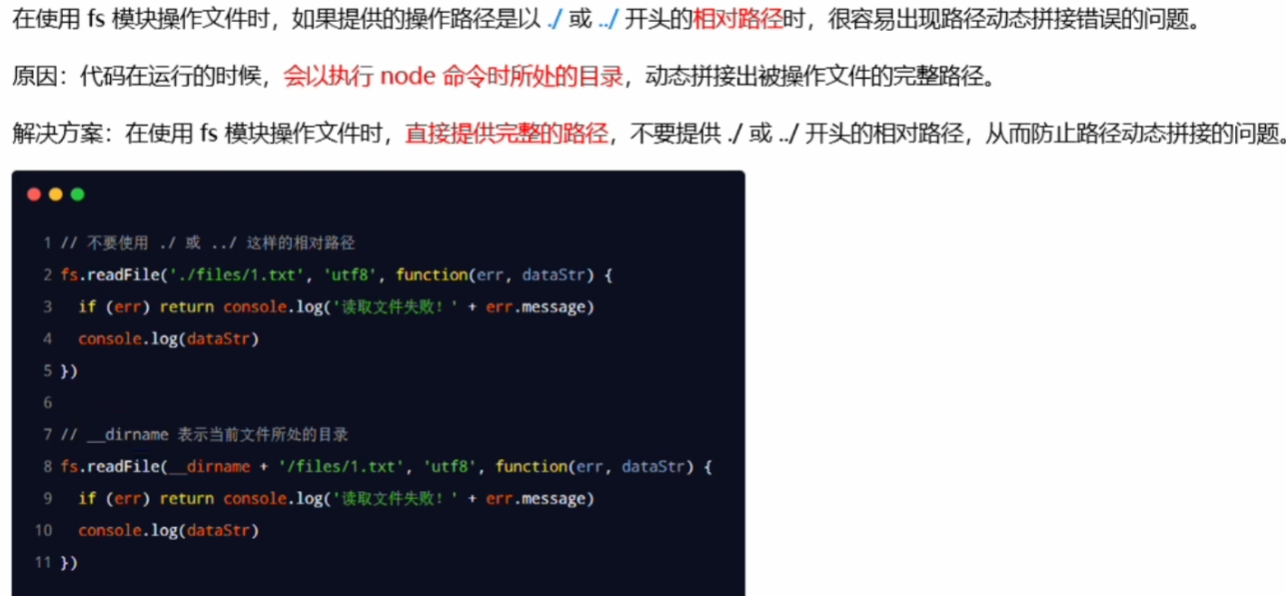 在使用 fs 模块操作文件时，如果提供的操作路径是以 ./ 或 ../ 开头的相对路径时，很容易出现路径动态拼接错误的问题。
原因：代码在运行的时候，会以执行 node 命令时所处的目录，动态拼接出被操作文件的完整路径。
解决方案：在使用 fs 模块操作文件时，直接提供完整的路径，不要提供 ./ 或 ../ 开头的相对路径，从而防止路径动态拼接的问题。
1 // 不要使用 ./ 或 ../ 这样的相对路径
2 fs.readFile('./files/1.txt', 'utf8', function(err, dataStr) {
3   if (err) return console.log('读取文件失败！' + err.message)
4   console.log(dataStr)
5 })
6
7 // __dirname 表示当前文件所处的目录
8 fs.readFile(__dirname + '/files/1.txt', 'utf8', function(err, dataStr) {
9   if (err) return console.log('读取文件失败！' + err.message)
10   console.log(dataStr)
11 })